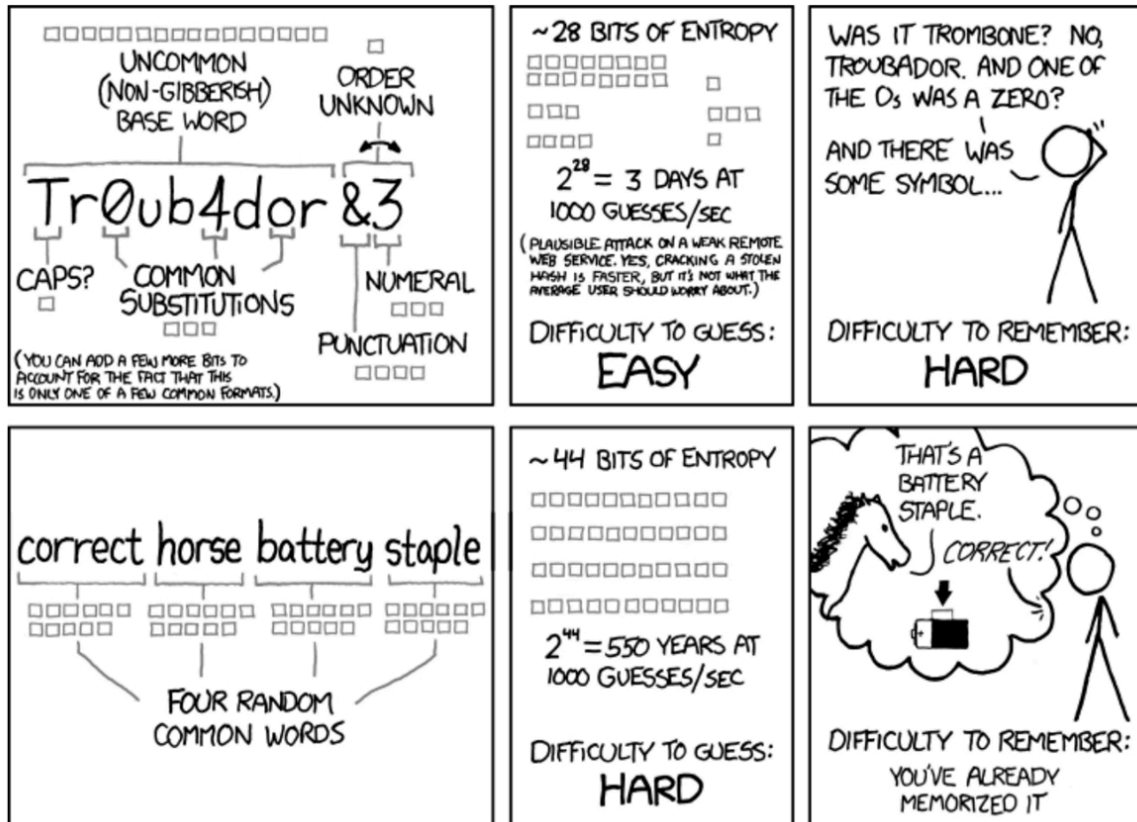 UNCOMMON
(NON-GIBBERISH)
BASE WORD
ORDER
UNKNOWN
Tr0ub4dor &3
CAPS?
COMMON
SUBSTITUTIONS
NUMERAL
PUNCTUATION
(YOU CAN ADD A FEW MORE BITS TO
ACCOUNT FOR THE FACT THAT THIS
IS ONLY ONE OF A FEW COMMON FORMATS.)
~28 BITS OF ENTROPY
2^28 = 3 DAYS AT
1000 GUESSES/SEC
(PLAUSIBLE ATTACK ON A WEAK REMOTE
WEB SERVICE. YES, CRACKING A STOLEN
HASH IS FASTER, BUT IT'S NOT WHAT THE
AVERAGE USER SHOULD WORRY ABOUT.)
DIFFICULTY TO GUESS:
EASY
WAS IT TROMBONE? NO,
TROUBADOR. AND ONE OF
THE Os WAS A ZERO?
AND THERE WAS
SOME SYMBOL...
DIFFICULTY TO REMEMBER:
HARD
correct horse battery staple
FOUR RANDOM
COMMON WORDS
~44 BITS OF ENTROPY
2^44 = 550 YEARS AT
1000 GUESSES/SEC
DIFFICULTY TO GUESS:
HARD
THAT'S A
BATTERY
STAPLE.
CORRECT!
+
DIFFICULTY TO REMEMBER:
YOU'VE ALREADY
MEMORIZED IT